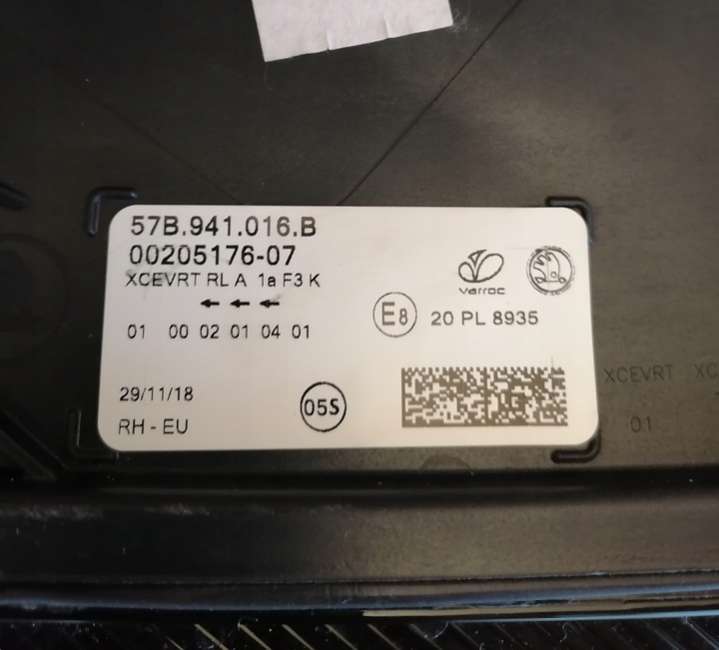 57B.941.016.B
00205176-07
XCEVRT RL A 1a F3 K
← ← ←
01 00 02 01 04 01
varroc
E8 20 PL 8935
29/11/18
05S
RH - EU
XCEVRT XC
01